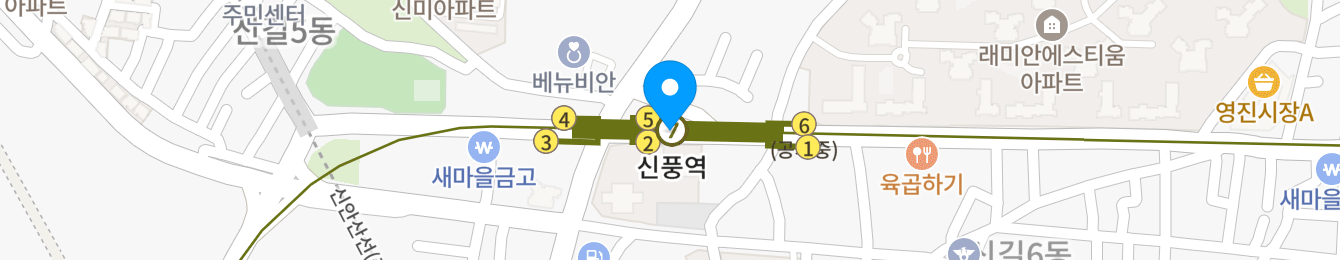 아파트
주민센터
신길5동
신미아파트
베뉴비안
래미안에스티움
아파트
영진시장A
4
3
5
2
6
1
7
신풍역
새마을금고
육곱하기
새마을
신안산선(
신길6동